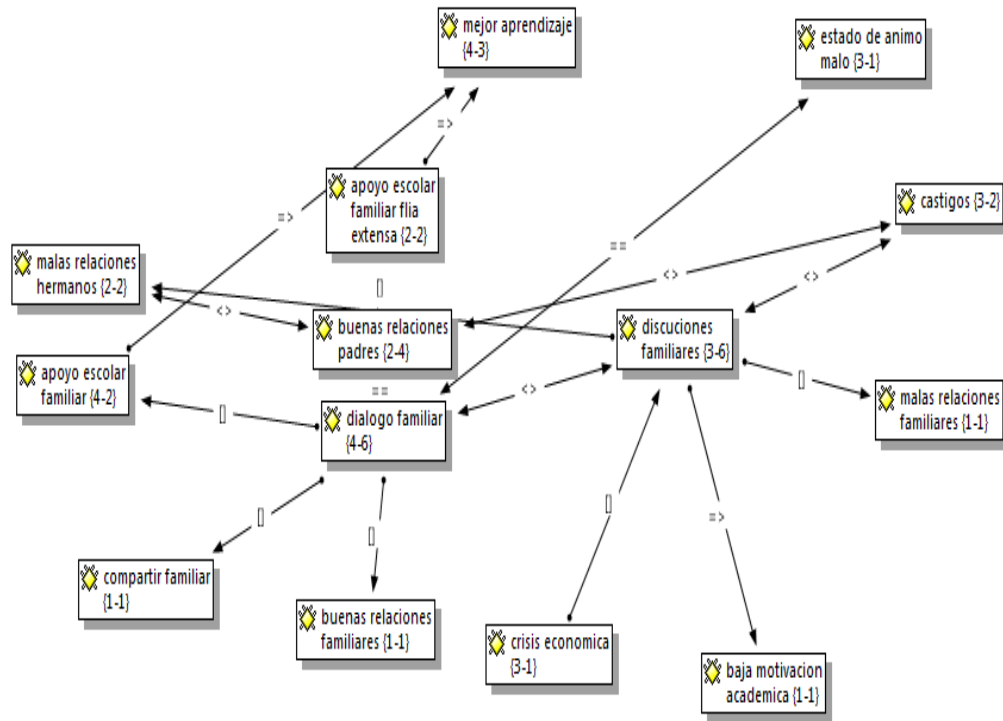 mejor aprendizaje
{4-3}
estado de animo
malo {3-1}
=>
apoyo escolar
familiar flia
extensa {2-2}
castigos {3-2}
=>
==
malas relaciones
hermanos {2-2}
<>
<>
[]
<>
buenas relaciones
padres {2-4}
discuciones
familiares {3-6}
apoyo escolar
familiar {4-2}
==
<>
[]
malas relaciones
familiares {1-1}
[]
dialogo familiar
{4-6}
[]
[]
[]
=>
compartir familiar
{1-1}
buenas relaciones
familiares {1-1}
crisis economica
{3-1}
baja motivacion
academica {1-1}